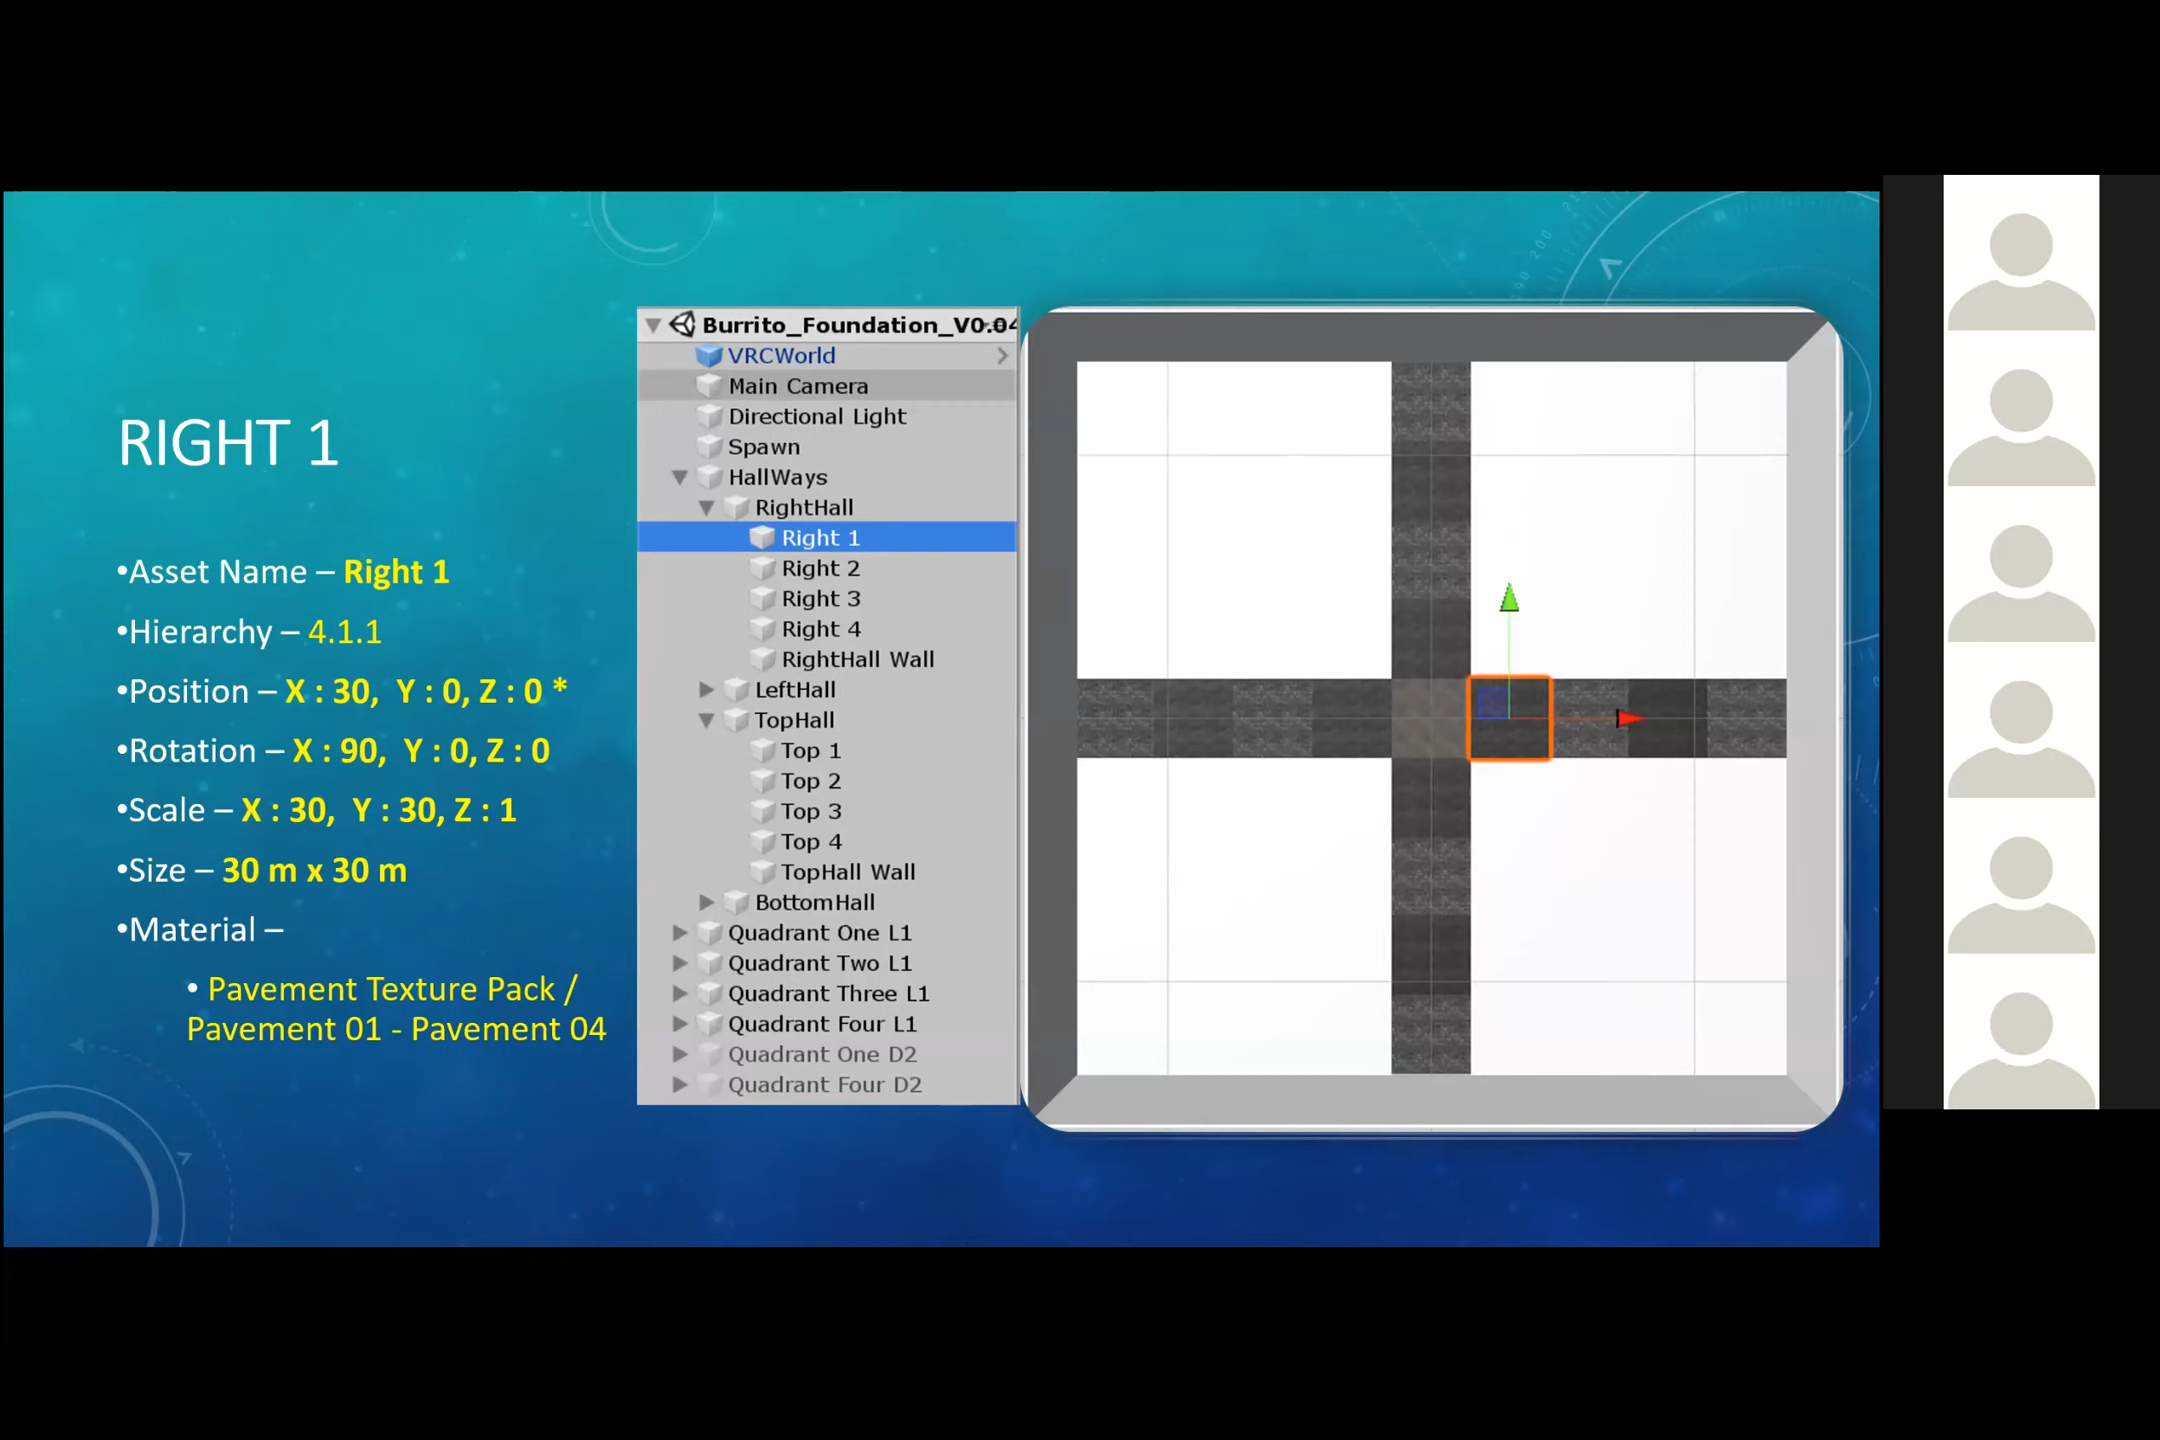 RIGHT 1
•Asset Name – Right 1
•Hierarchy – 4.1.1
•Position – X : 30, Y : 0, Z : 0 *
•Rotation – X : 90, Y : 0, Z : 0
•Scale – X : 30, Y : 30, Z : 1
•Size – 30 m x 30 m
•Material –
• Pavement Texture Pack /
Pavement 01 - Pavement 04
Burrito_Foundation_V0.04
VRCWorld
Main Camera
Directional Light
Spawn
HallWays
RightHall
Right 1
Right 2
Right 3
Right 4
RightHall Wall
LeftHall
TopHall
Top 1
Top 2
Top 3
Top 4
TopHall Wall
BottomHall
Quadrant One L1
Quadrant Two L1
Quadrant Three L1
Quadrant Four L1
Quadrant One D2
Quadrant Four D2